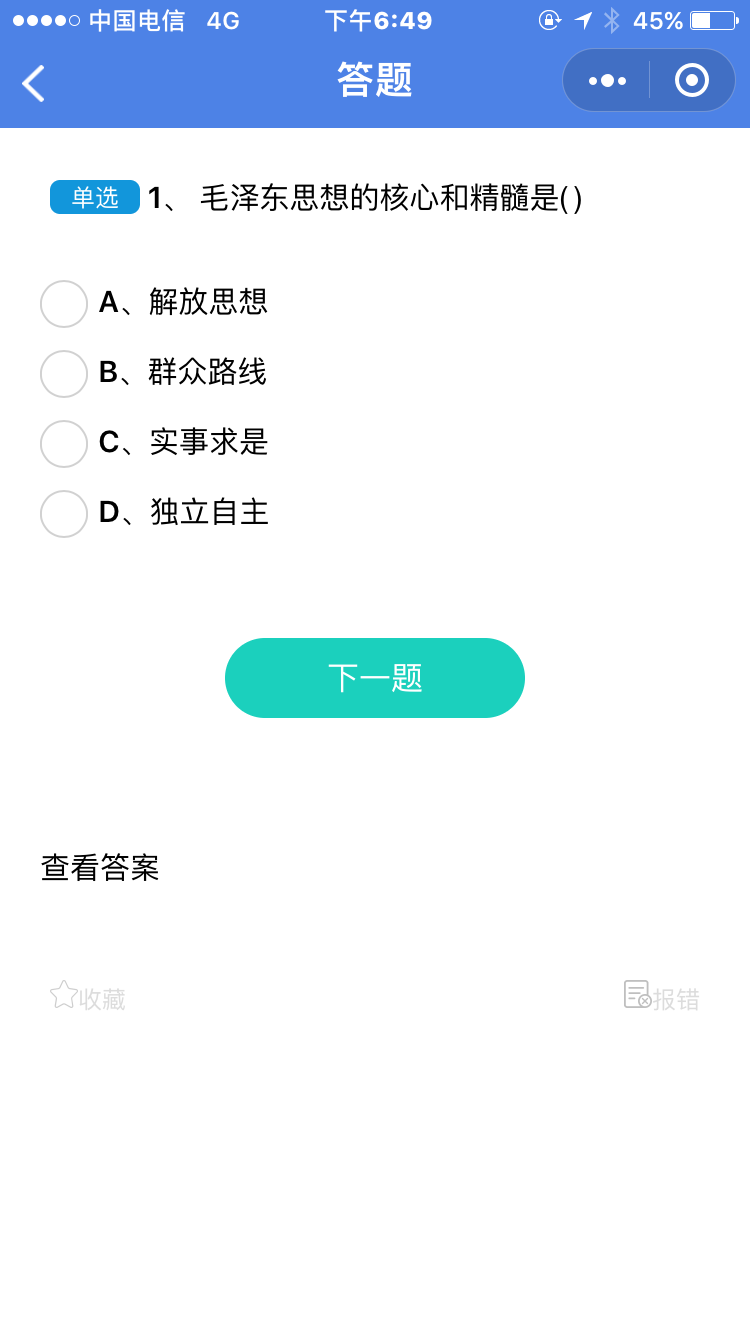 中国电信 4G 下午6:49 45%
答题
单选 1、 毛泽东思想的核心和精髓是( )
A、解放思想
B、群众路线
C、实事求是
D、独立自主
下一题
查看答案
收藏 报错